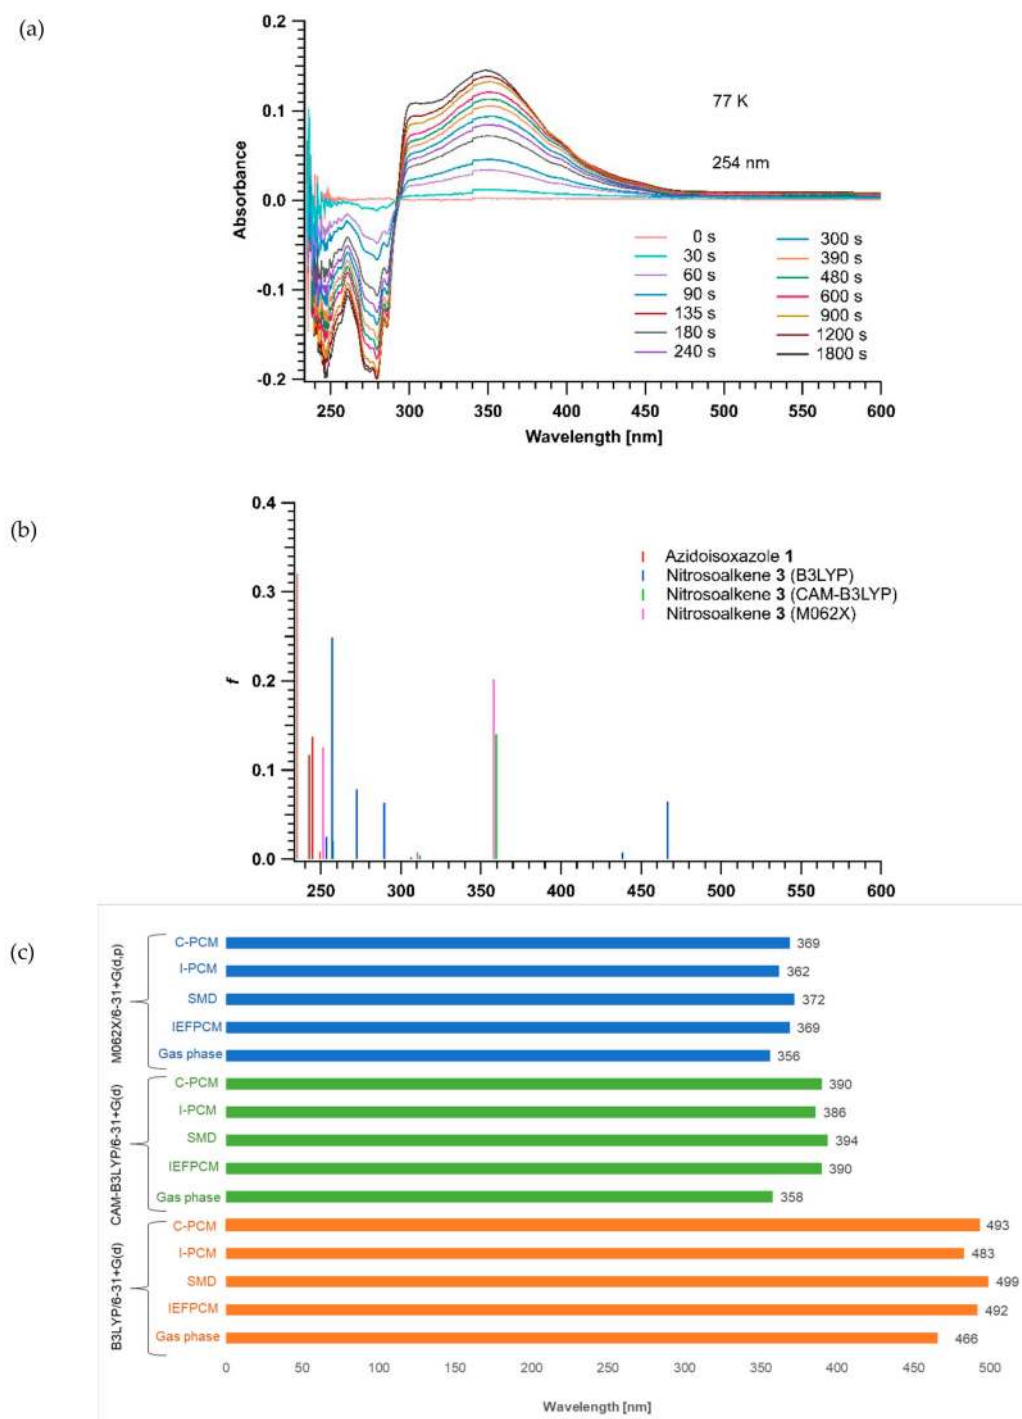 (a)
0.2
0.1
0.0
-0.1
-0.2
Absorbance
77 K
254 nm
0 s
30 s
60 s
90 s
135 s
180 s
240 s
300 s
390 s
480 s
600 s
900 s
1200 s
1800 s
250 300 350 400 450 500 550 600
Wavelength [nm]
(b)
0.4
0.3
0.2
0.1
0.0
f
Azidoisoxazole 1
Nitrosoalkene 3 (B3LYP)
Nitrosoalkene 3 (CAM-B3LYP)
Nitrosoalkene 3 (M062X)
250 300 350 400 450 500 550 600
(c)
M062X/6-31+G(d,p)
C-PCM 369
I-PCM 362
SMD 372
IEFPCM 369
Gas phase 356
CAM-B3LYP/6-31+G(d)
C-PCM 390
I-PCM 386
SMD 394
IEFPCM 390
Gas phase 358
B3LYP/6-31+G(d)
C-PCM 493
I-PCM 483
SMD 499
IEFPCM 492
Gas phase 466
0 50 100 150 200 250 300 350 400 450 500
Wavelength [nm]